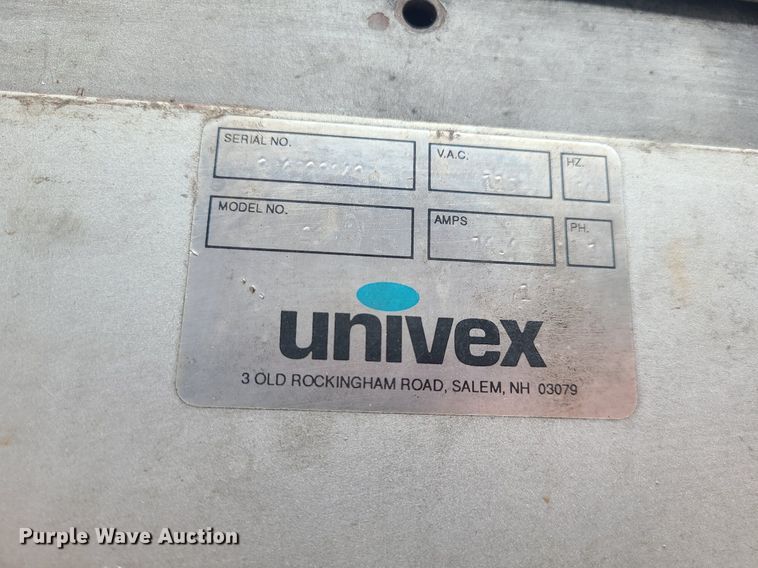 SERIAL NO.
V.A.C.
HZ.
MODEL NO.
AMPS
PH.
univex
3 OLD ROCKINGHAM ROAD, SALEM, NH 03079
Purple Wave Auction